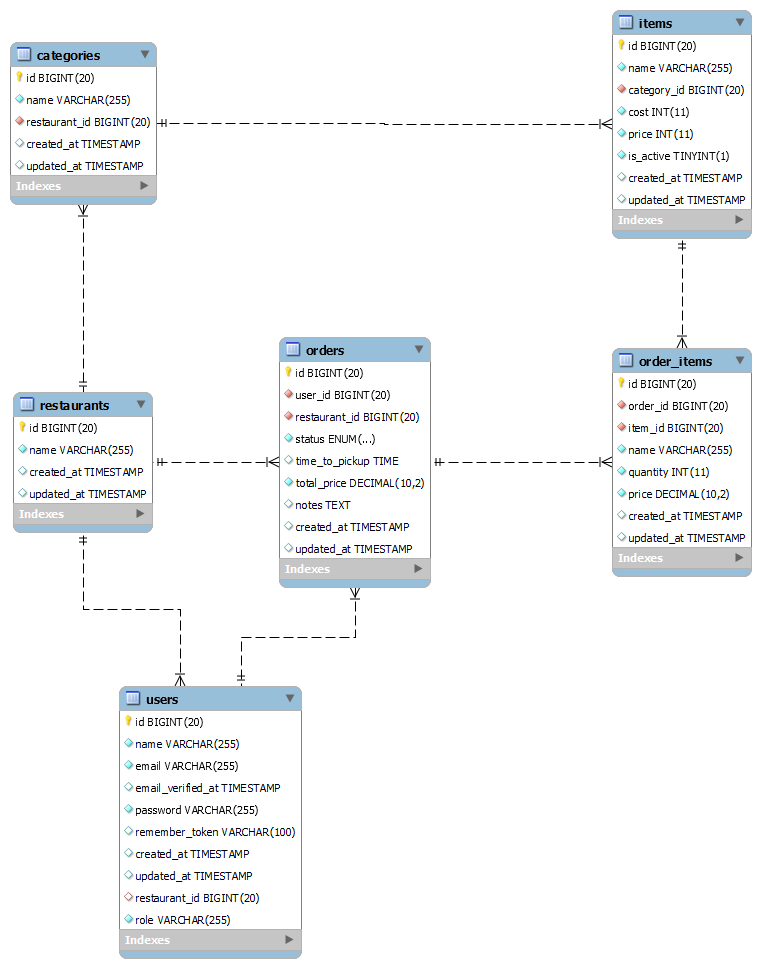 categories
id BIGINT(20)
name VARCHAR(255)
restaurant_id BIGINT(20)
created_at TIMESTAMP
updated_at TIMESTAMP
Indexes
items
id BIGINT(20)
name VARCHAR(255)
category_id BIGINT(20)
cost INT(11)
price INT(11)
is_active TINYINT(1)
created_at TIMESTAMP
updated_at TIMESTAMP
Indexes
restaurants
id BIGINT(20)
name VARCHAR(255)
created_at TIMESTAMP
updated_at TIMESTAMP
Indexes
orders
id BIGINT(20)
user_id BIGINT(20)
restaurant_id BIGINT(20)
status ENUM(...)
time_to_pickup TIME
total_price DECIMAL(10,2)
notes TEXT
created_at TIMESTAMP
updated_at TIMESTAMP
Indexes
order_items
id BIGINT(20)
order_id BIGINT(20)
item_id BIGINT(20)
name VARCHAR(255)
quantity INT(11)
price DECIMAL(10,2)
created_at TIMESTAMP
updated_at TIMESTAMP
Indexes
users
id BIGINT(20)
name VARCHAR(255)
email VARCHAR(255)
email_verified_at TIMESTAMP
password VARCHAR(255)
remember_token VARCHAR(100)
created_at TIMESTAMP
updated_at TIMESTAMP
restaurant_id BIGINT(20)
role VARCHAR(255)
Indexes